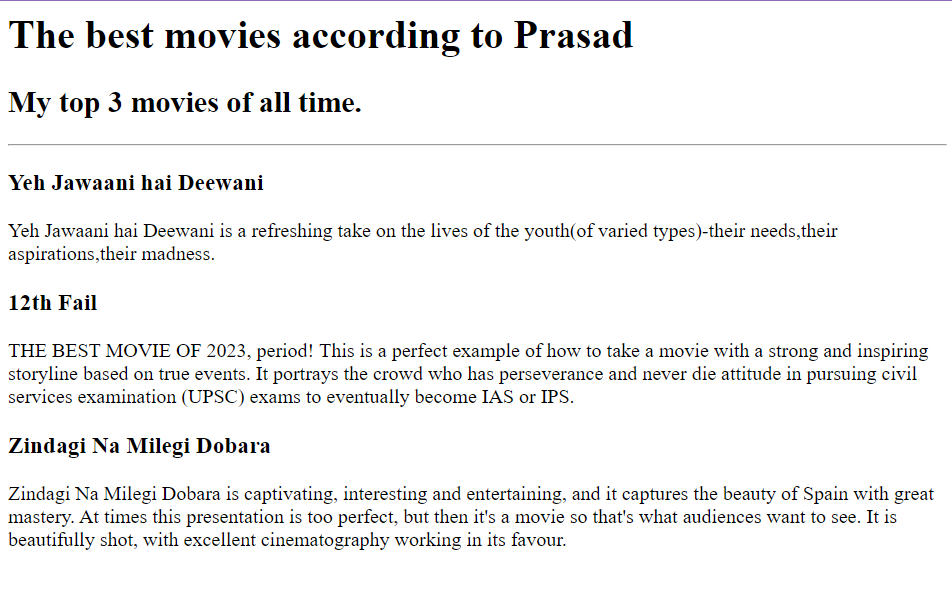 The best movies according to Prasad
My top 3 movies of all time.
Yeh Jawaani hai Deewani
Yeh Jawaani hai Deewani is a refreshing take on the lives of the youth(of varied types)-their needs,their
aspirations,their madness.
12th Fail
THE BEST MOVIE OF 2023, period! This is a perfect example of how to take a movie with a strong and inspiring
storyline based on true events. It portrays the crowd who has perseverance and never die attitude in pursuing civil
services examination (UPSC) exams to eventually become IAS or IPS.
Zindagi Na Milegi Dobara
Zindagi Na Milegi Dobara is captivating, interesting and entertaining, and it captures the beauty of Spain with great
mastery. At times this presentation is too perfect, but then it's a movie so that's what audiences want to see. It is
beautifully shot, with excellent cinematography working in its favour.